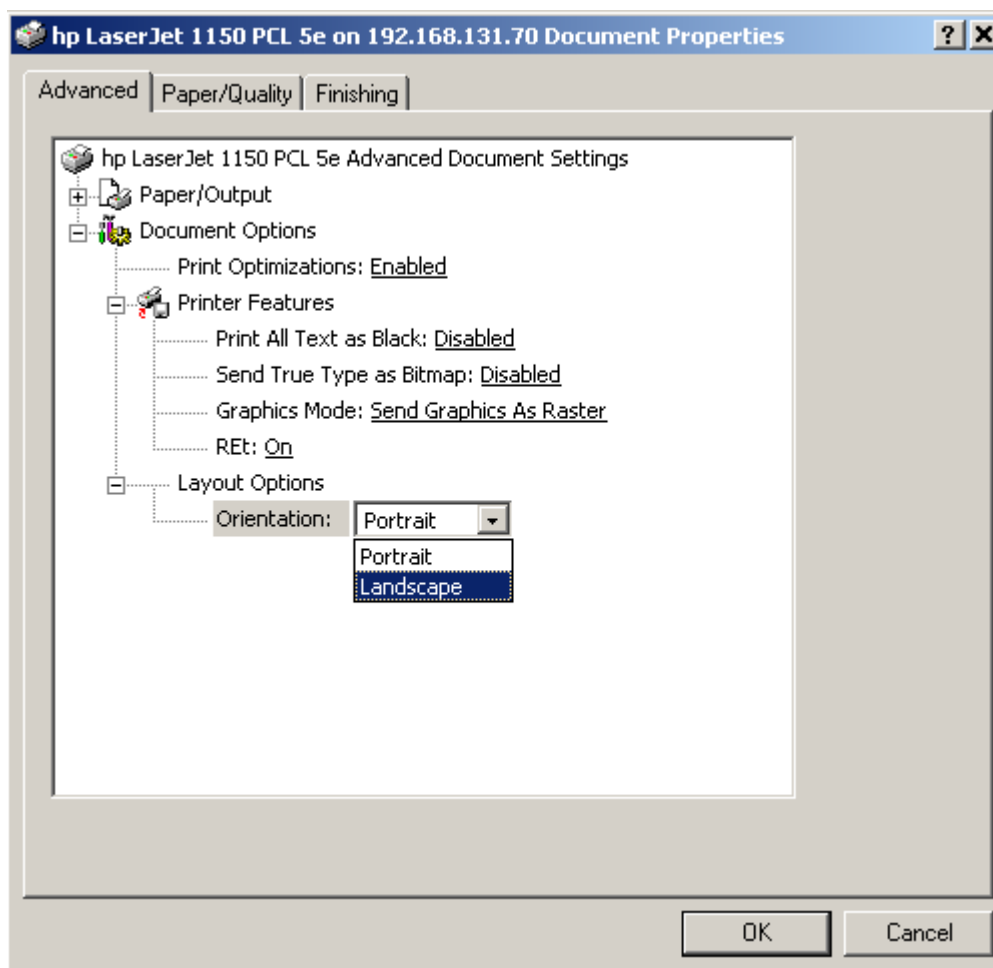 hp LaserJet 1150 PCL 5e on 192.168.131.70 Document Properties
Advanced Paper/Quality Finishing
hp LaserJet 1150 PCL 5e Advanced Document Settings
Paper/Output
Document Options
Print Optimizations: Enabled
Printer Features
Print All Text as Black: Disabled
Send True Type as Bitmap: Disabled
Graphics Mode: Send Graphics As Raster
REt: On
Layout Options
Orientation: Portrait
Portrait
Landscape
OK Cancel